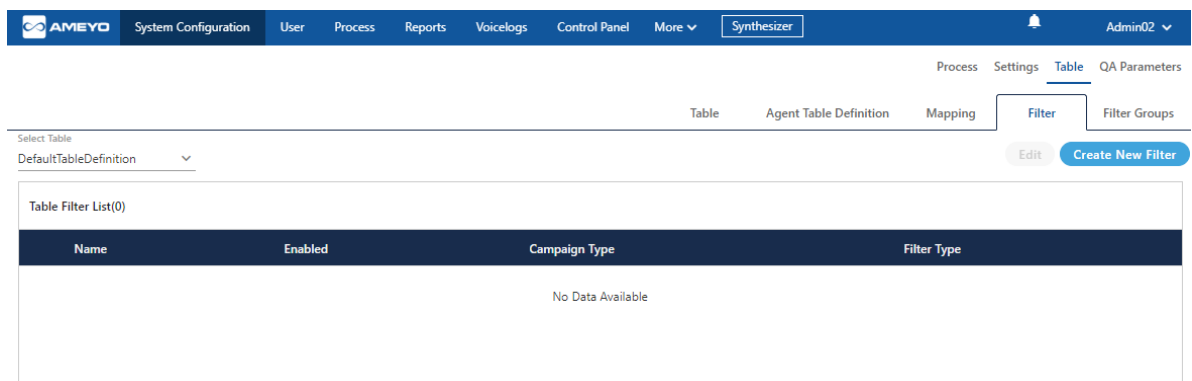 AMEYO System Configuration User Process Reports Voicelogs Control Panel More Synthesizer Admin02
Process Settings Table QA Parameters
Table Agent Table Definition Mapping Filter Filter Groups
Select Table
DefaultTableDefinition Edit Create New Filter
Table Filter List(0)
Name Enabled Campaign Type Filter Type
No Data Available